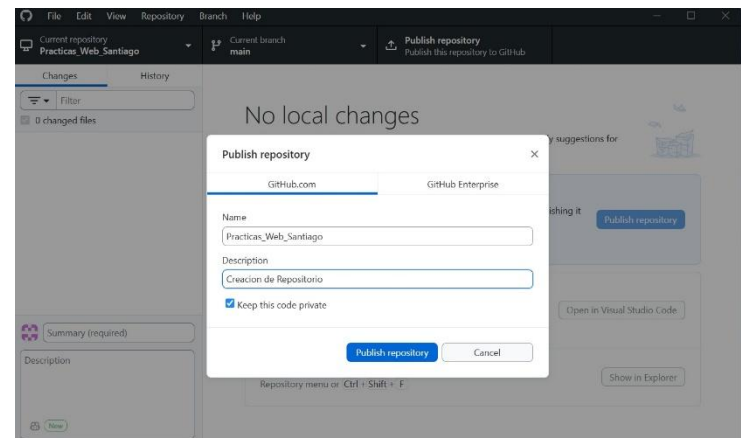 File Edit View Repository Branch Help
Current repository
Practicas_Web_Santiago
Current branch
main
Publish repository
Publish this repository to GitHub
Changes
History
Filter
0 changed files
No local changes
y suggestions for
Publish repository
GitHub.com
GitHub Enterprise
Name
Practicas_Web_Santiago
Description
Creacion de Repositorio
Keep this code private
Publish repository
Cancel
ishing it
Publish repository
Open in Visual Studio Code
Repository menu or Ctrl + Shift + F
Show in Explorer
Summary (required)
Description
New